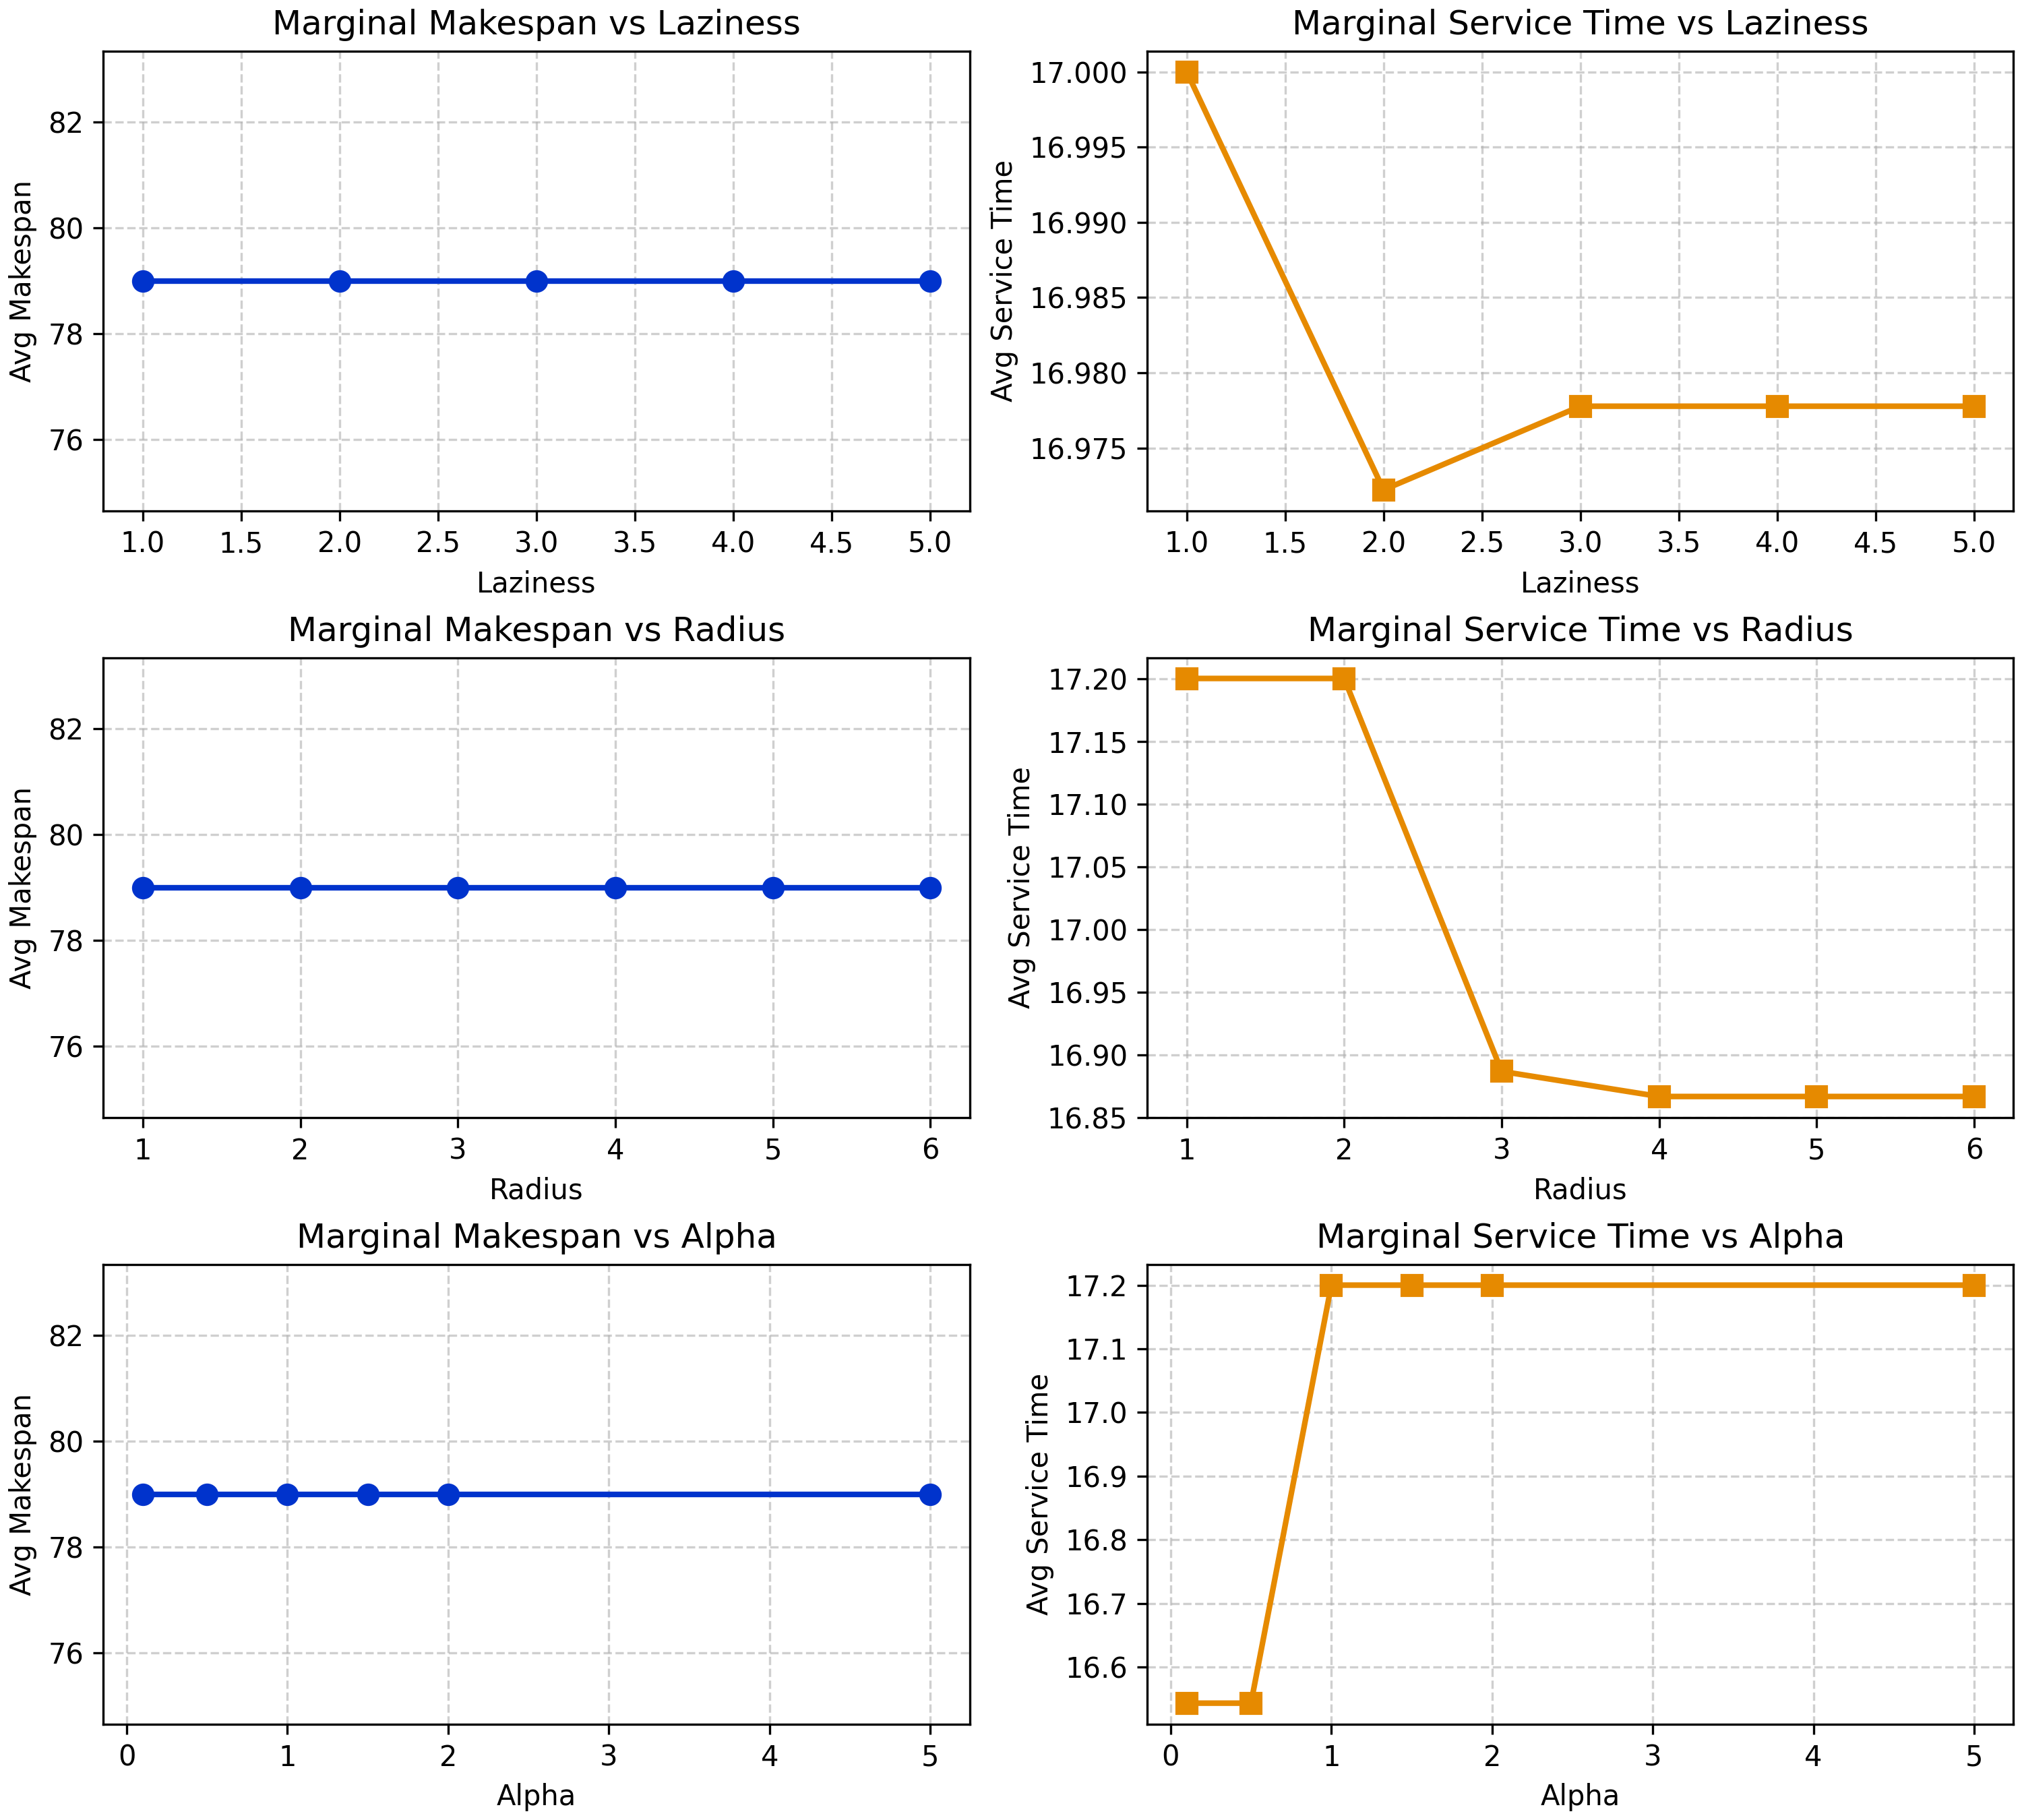 Marginal Makespan vs Laziness
82
80
78
76
Avg Makespan
1.0 1.5 2.0 2.5 3.0 3.5 4.0 4.5 5.0
Laziness
Marginal Service Time vs Laziness
17.000
16.995
16.990
16.985
16.980
16.975
Avg Service Time
1.0 1.5 2.0 2.5 3.0 3.5 4.0 4.5 5.0
Laziness
Marginal Makespan vs Radius
82
80
78
76
Avg Makespan
1 2 3 4 5 6
Radius
Marginal Service Time vs Radius
17.20
17.15
17.10
17.05
17.00
16.95
16.90
16.85
Avg Service Time
1 2 3 4 5 6
Radius
Marginal Makespan vs Alpha
82
80
78
76
Avg Makespan
0 1 2 3 4 5
Alpha
Marginal Service Time vs Alpha
17.2
17.1
17.0
16.9
16.8
16.7
16.6
Avg Service Time
0 1 2 3 4 5
Alpha